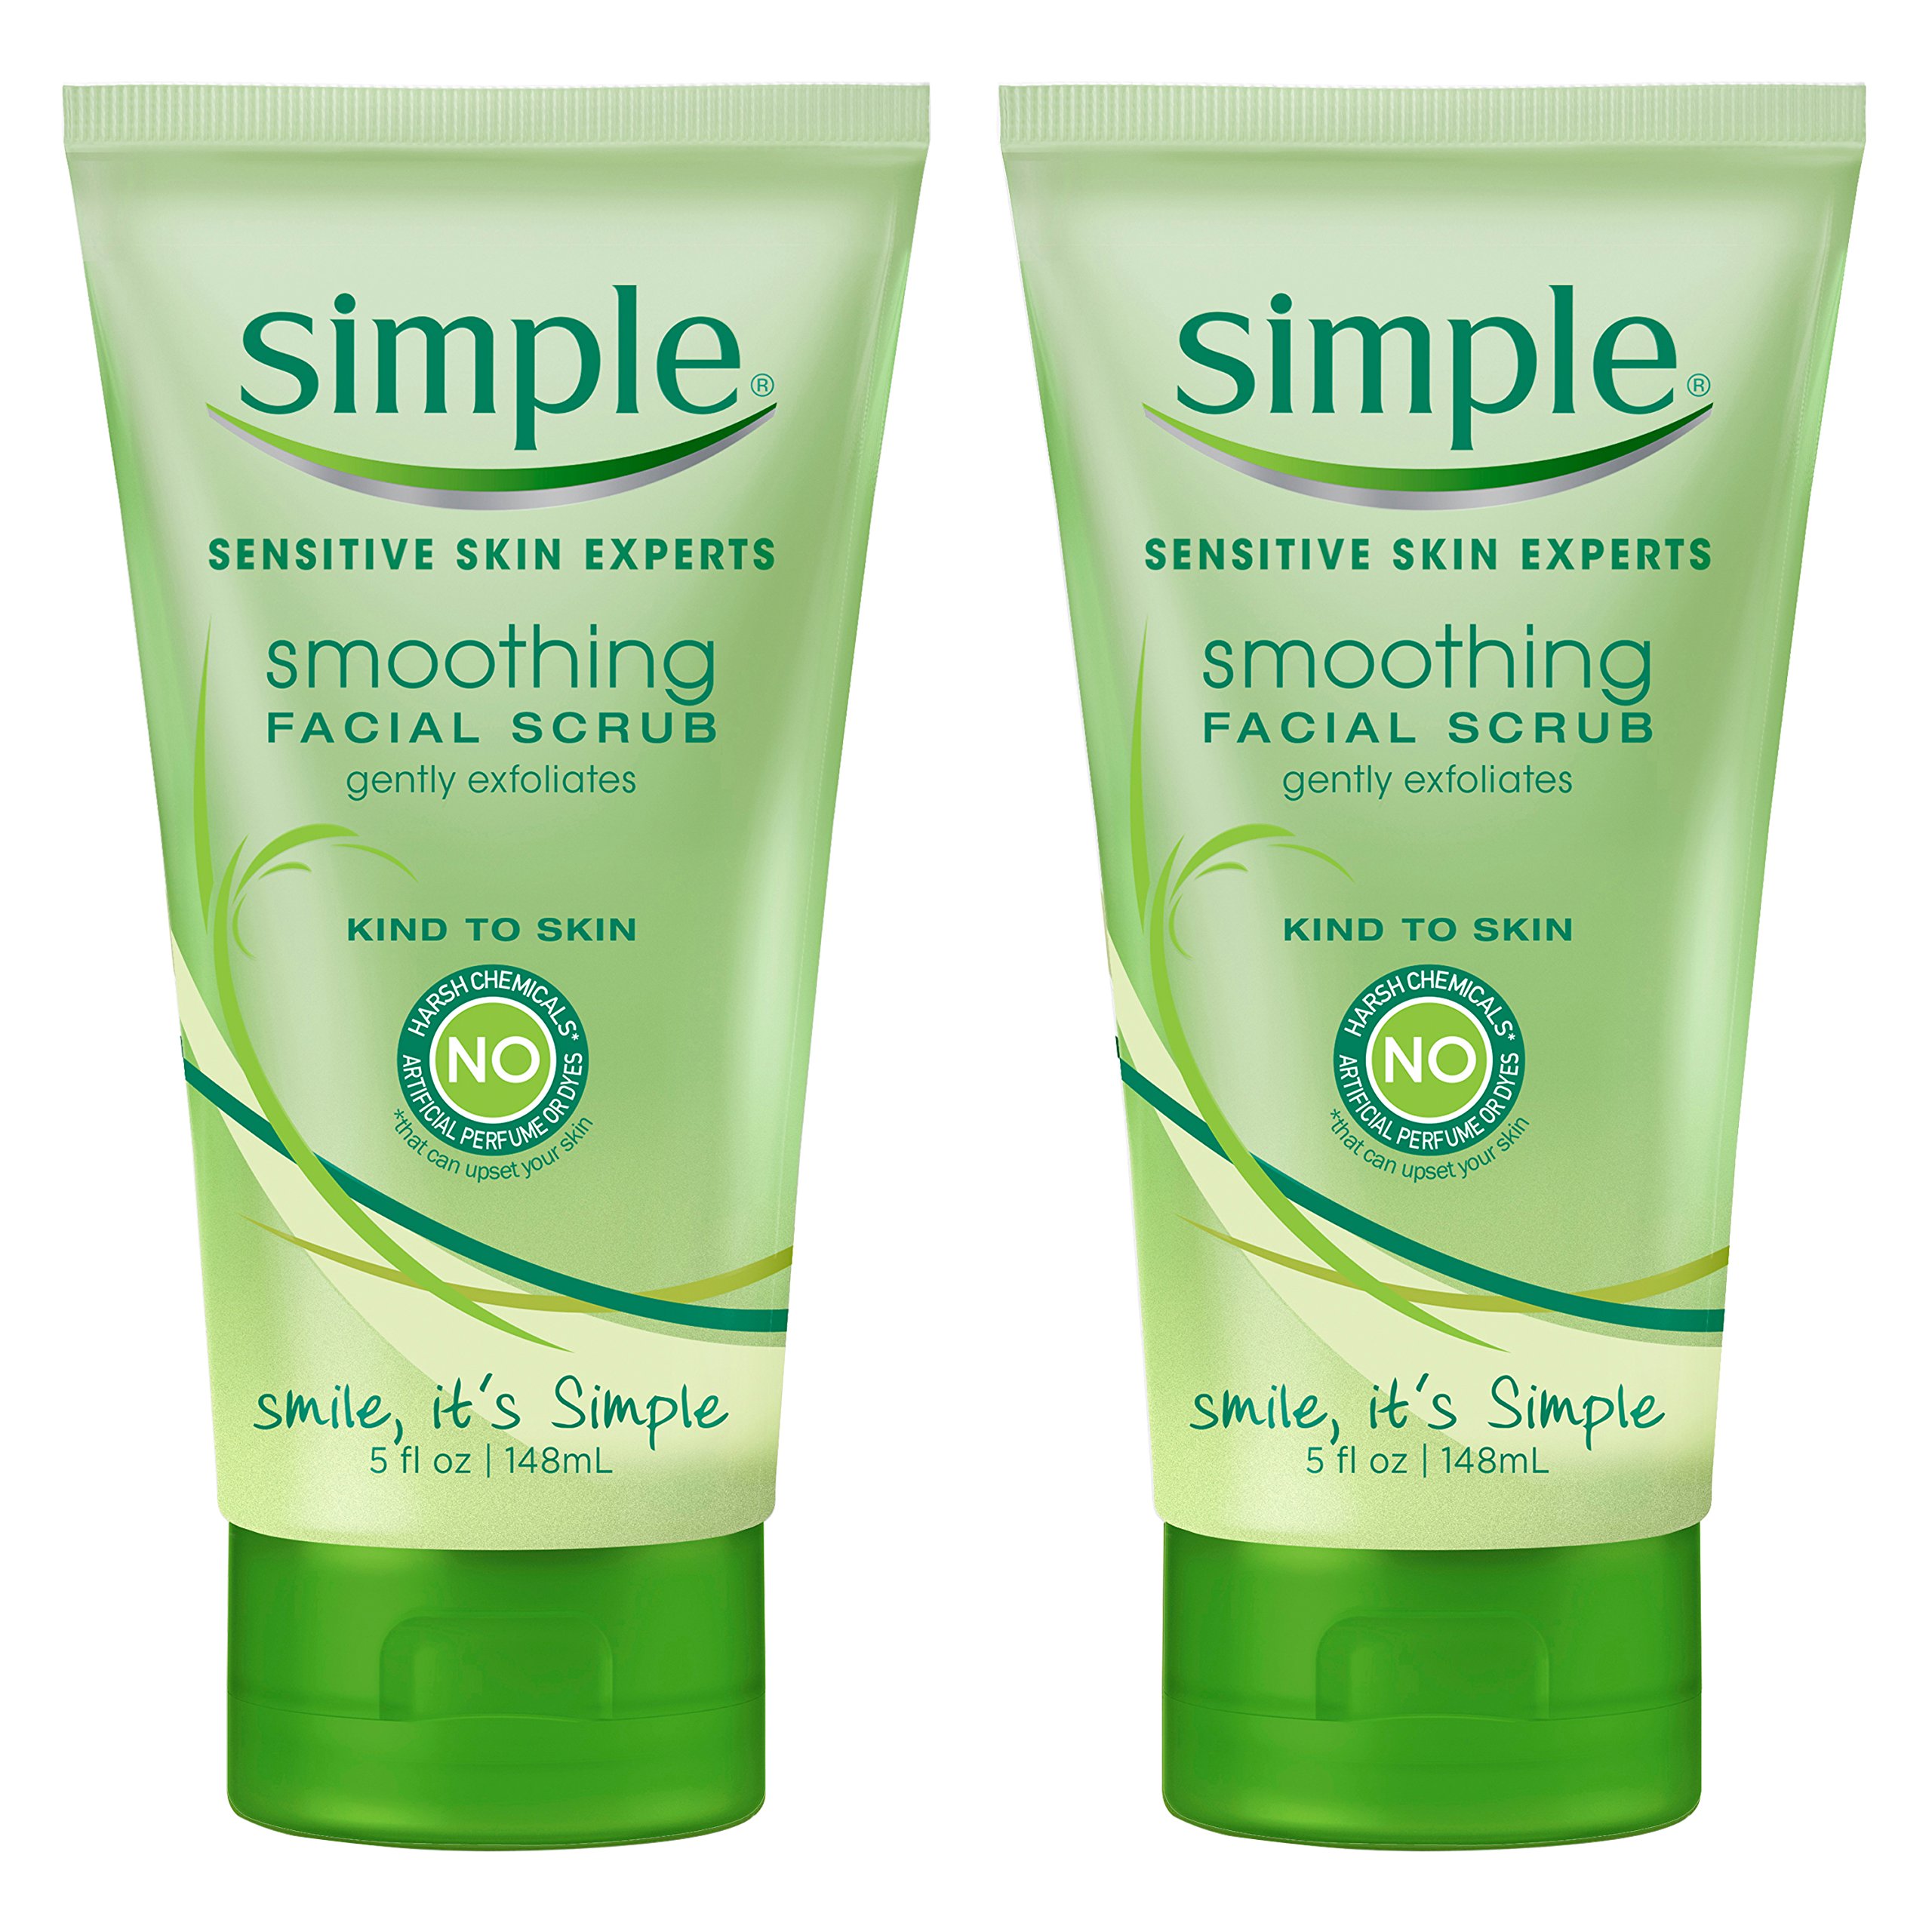 simple®
SENSITIVE SKIN EXPERTS
smoothing
FACIAL SCRUB
gently exfoliates
KIND TO SKIN
HARSH CHEMICALS*
NO
ARTIFICIAL PERFUME OR DYES
*that can upset your skin
smile, it's Simple
5 fl oz | 148mL
simple®
SENSITIVE SKIN EXPERTS
smoothing
FACIAL SCRUB
gently exfoliates
KIND TO SKIN
HARSH CHEMICALS*
NO
ARTIFICIAL PERFUME OR DYES
*that can upset your skin
smile, it's Simple
5 fl oz | 148mL